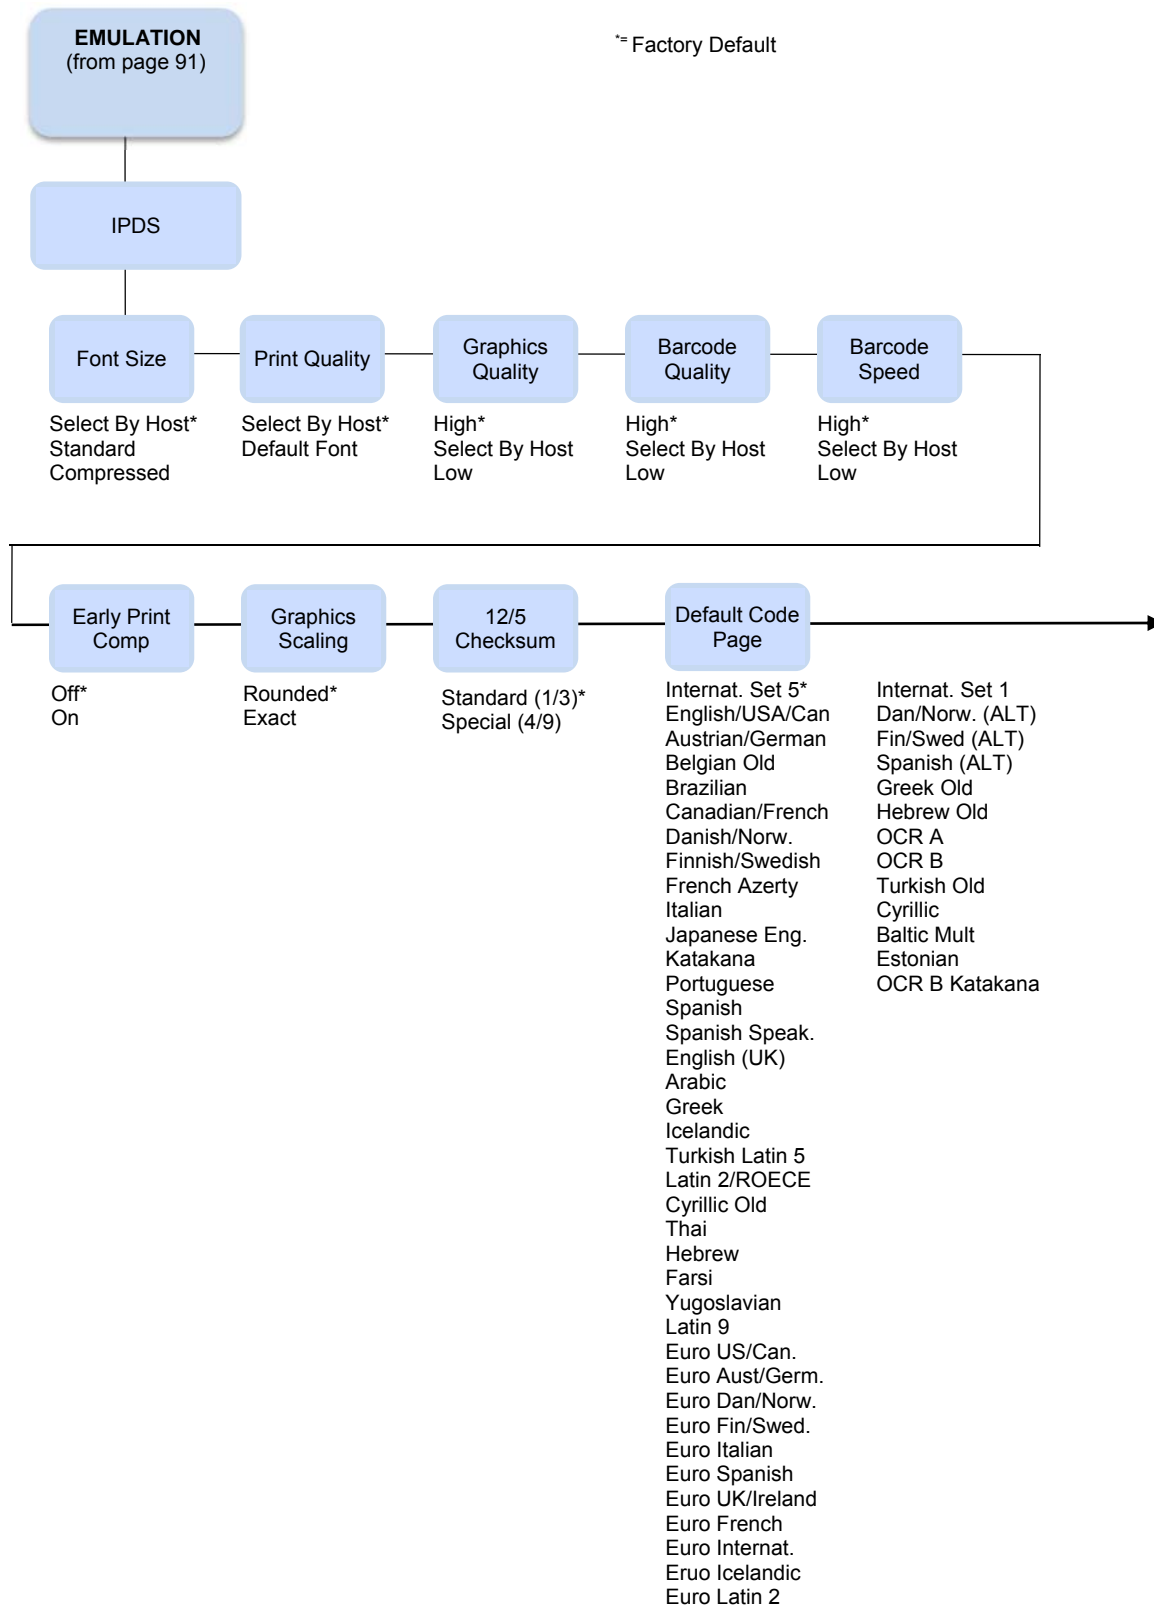 EMULATION
(from page 91)
*= Factory Default
IPDS
Font Size
Print Quality
Graphics
Quality
Barcode
Quality
Barcode
Speed
Select By Host*
Standard
Compressed
Select By Host*
Default Font
High*
Select By Host
Low
High*
Select By Host
Low
High*
Select By Host
Low
Early Print
Comp
Graphics
Scaling
12/5
Checksum
Default Code
Page
Off*
On
Rounded*
Exact
Standard (1/3)*
Special (4/9)
Internat. Set 5*
English/USA/Can
Austrian/German
Belgian Old
Brazilian
Canadian/French
Danish/Norw.
Finnish/Swedish
French Azerty
Italian
Japanese Eng.
Katakana
Portuguese
Spanish
Spanish Speak.
English (UK)
Arabic
Greek
Icelandic
Turkish Latin 5
Latin 2/ROECE
Cyrillic Old
Thai
Hebrew
Farsi
Yugoslavian
Latin 9
Euro US/Can.
Euro Aust/Germ.
Euro Dan/Norw.
Euro Fin/Swed.
Euro Italian
Euro Spanish
Euro UK/Ireland
Euro French
Euro Internat.
Eruo Icelandic
Euro Latin 2
Internat. Set 1
Dan/Norw. (ALT)
Fin/Swed (ALT)
Spanish (ALT)
Greek Old
Hebrew Old
OCR A
OCR B
Turkish Old
Cyrillic
Baltic Mult
Estonian
OCR B Katakana